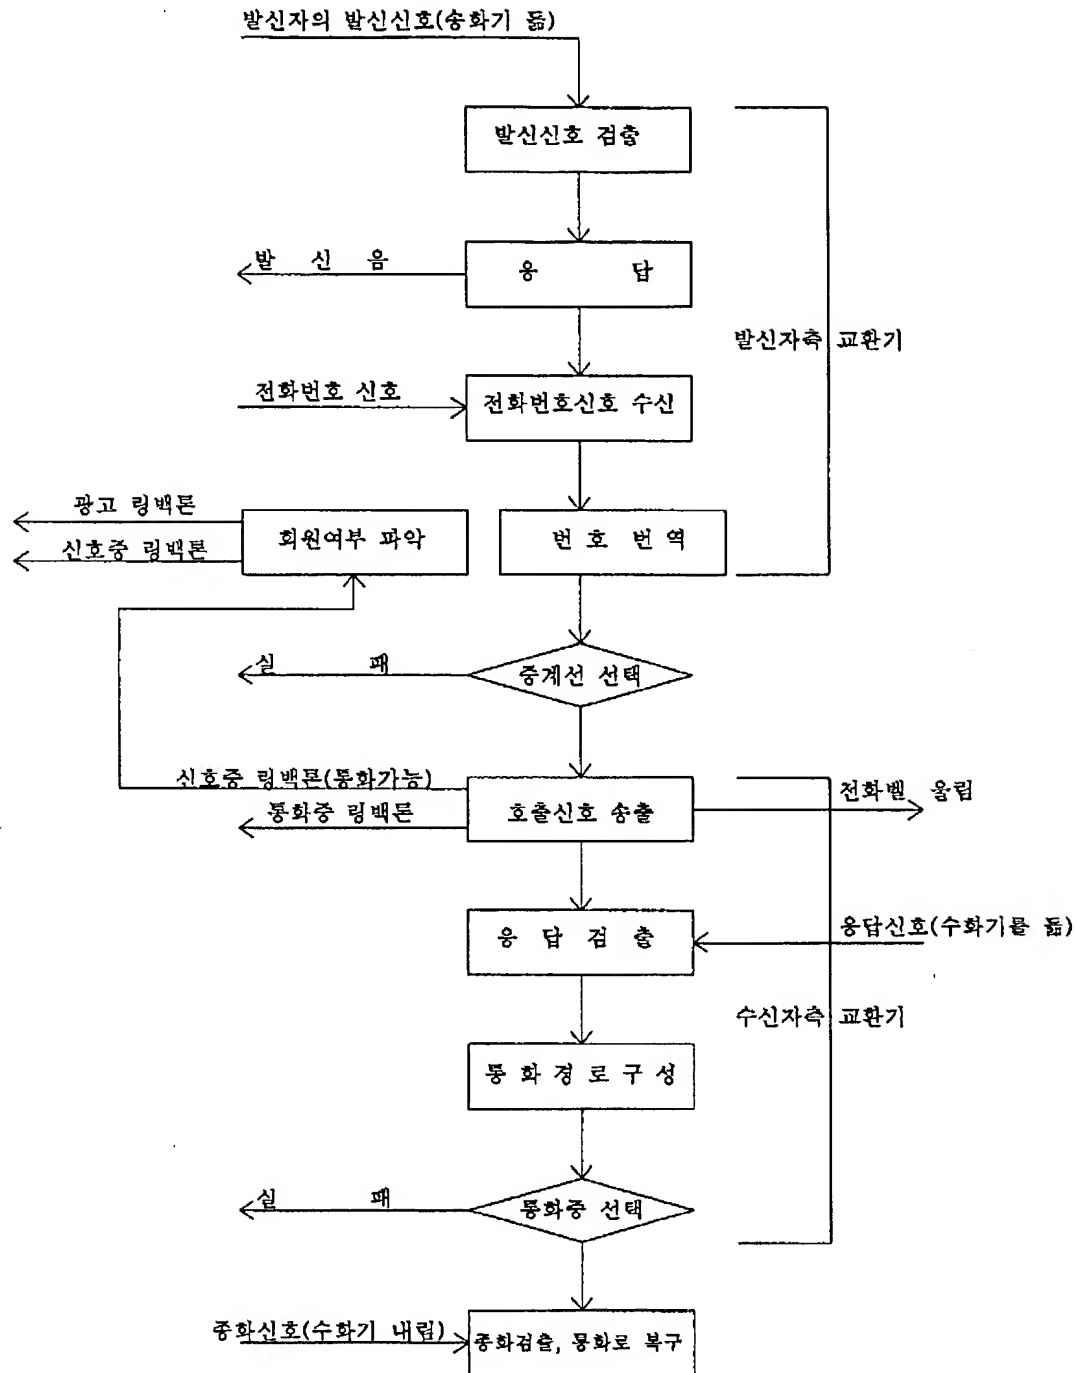 발신자의 발신신호(송화기 듦)
발신신호 검출
발 신 음
응 답
발신자측 교환기
전화번호 신호
전화번호신호 수신
광고 링백톤
신호중 링백톤
회원여부 파악
번 호 번 역
실 패
중계선 선택
신호중 링백톤(통화가능)
통화중 링백톤
호출신호 송출
전화벨 울림
응 답 검 출
응답신호(수화기를 듦)
수신자측 교환기
통 화 경 로 구 성
실 패
통화중 선택
종화신호(수화기 내림)
종화검출, 통화로 복구